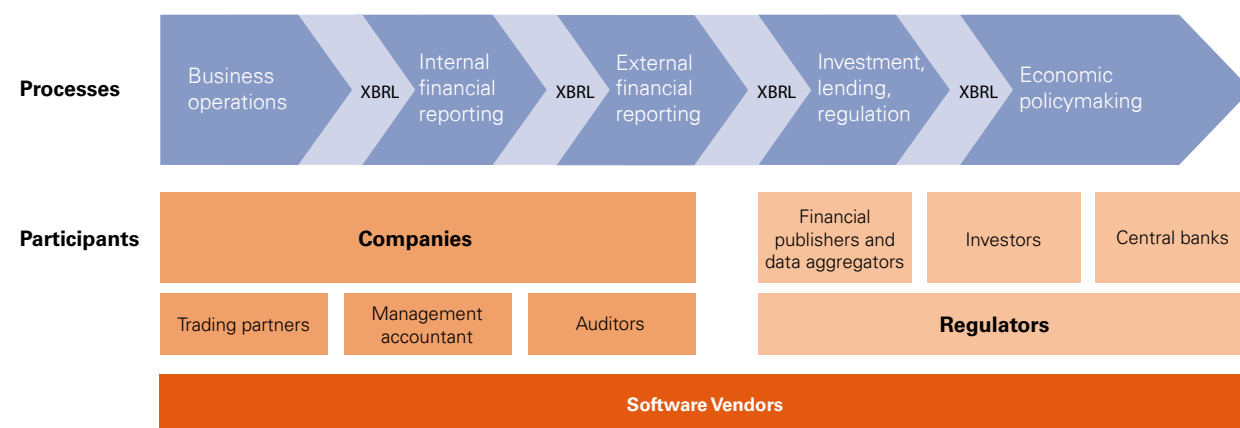 Processes
Business
operations
XBRL
Internal
financial
reporting
XBRL
External
financial
reporting
XBRL
Investment,
lending,
regulation
XBRL
Economic
policymaking
Participants
Companies
Financial
publishers and
data aggregators
Investors
Central banks
Trading partners
Management
accountant
Auditors
Regulators
Software Vendors